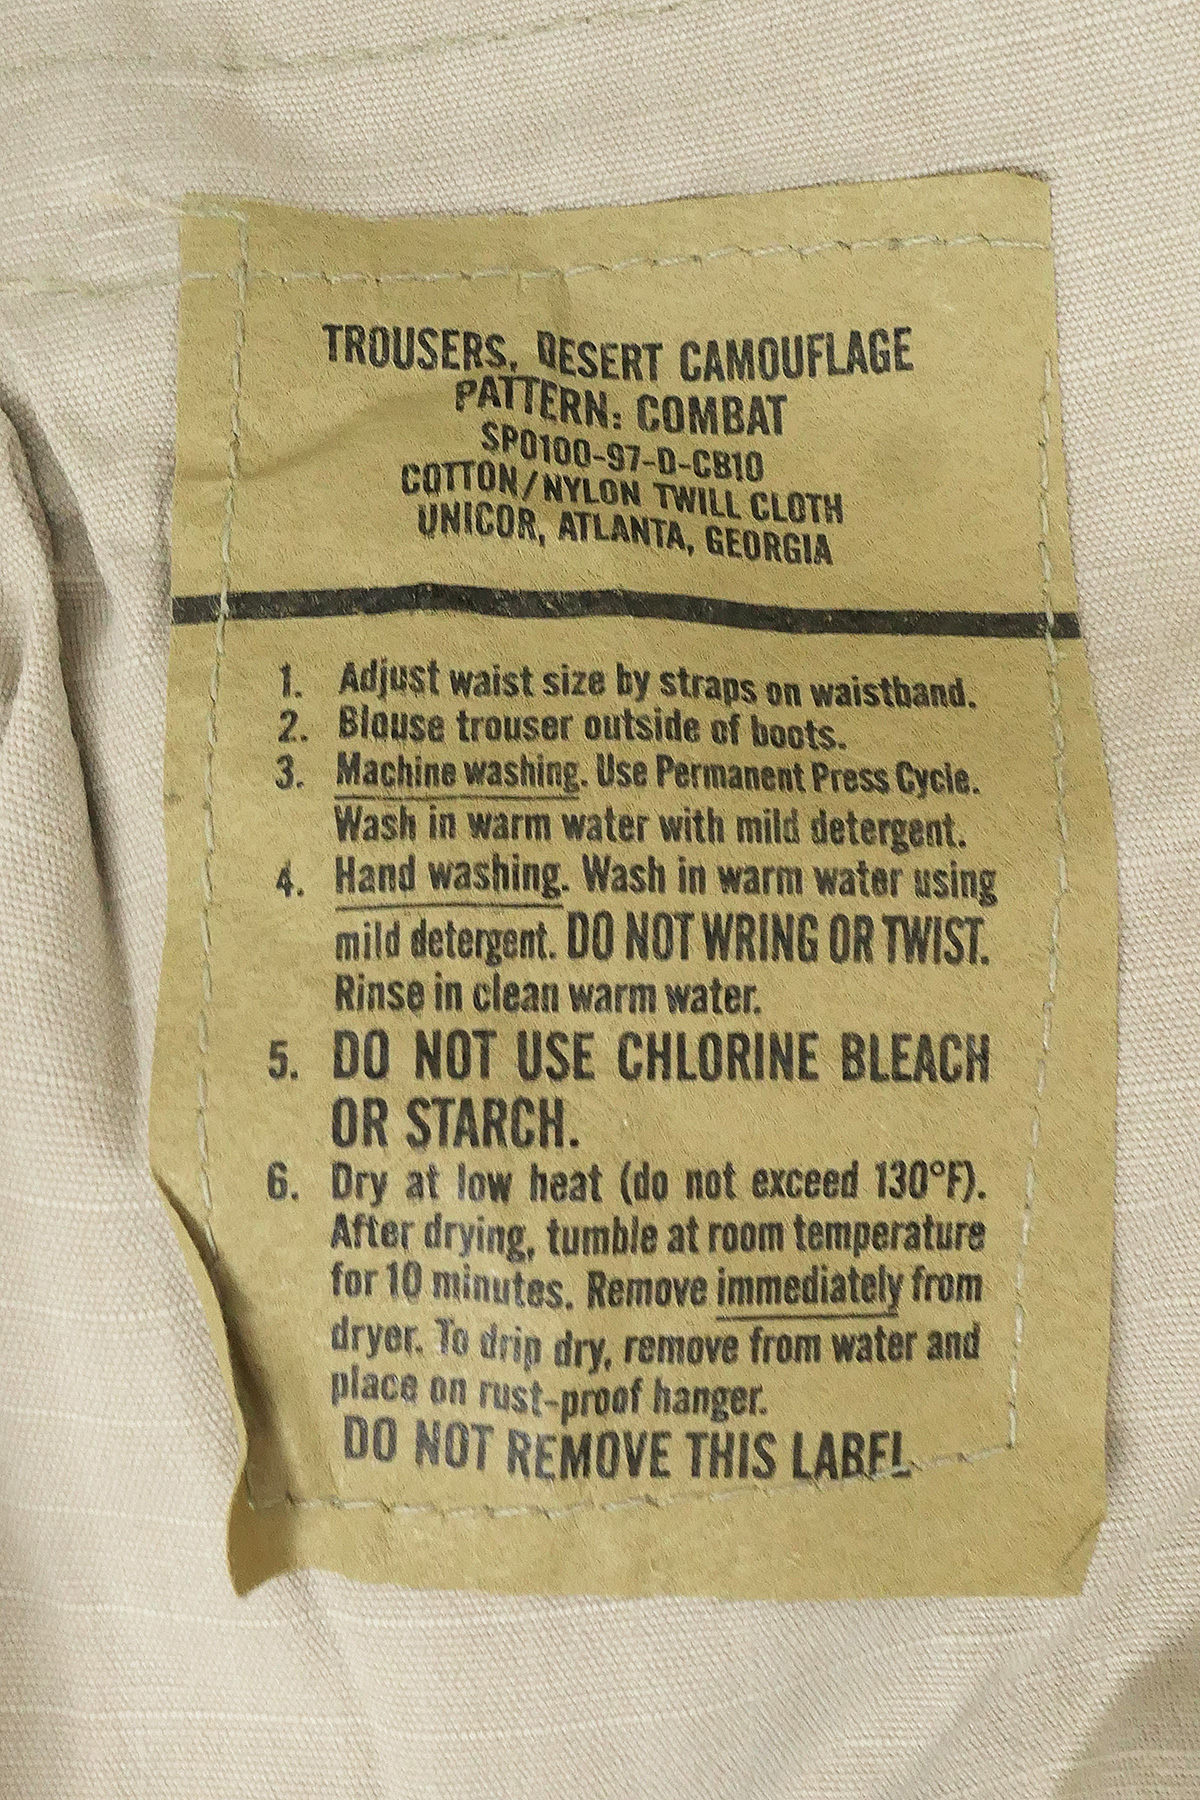 TROUSERS, DESERT CAMOUFLAGE
PATTERN: COMBAT
SPO100-97-D-CB10
COTTON/NYLON TWILL CLOTH
UNICOR, ATLANTA, GEORGIA
1. Adjust waist size by straps on waistband.
2. Blouse trouser outside of boots.
3. Machine washing. Use Permanent Press Cycle.
Wash in warm water with mild detergent.
4. Hand washing. Wash in warm water using
mild detergent. DO NOT WRING OR TWIST.
Rinse in clean warm water.
5. DO NOT USE CHLORINE BLEACH
OR STARCH.
6. Dry at low heat (do not exceed 130°F).
After drying, tumble at room temperature
for 10 minutes. Remove immediately from
dryer. To drip dry, remove from water and
place on rust-proof hanger.
DO NOT REMOVE THIS LABEL